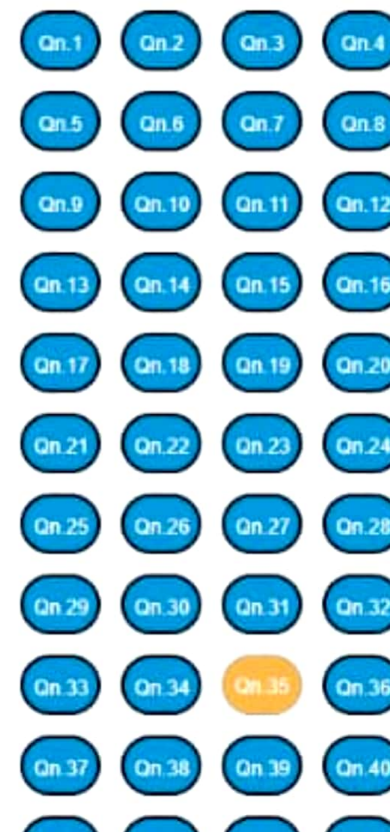 Qn.1 Qn.2 Qn.3 Qn.4
Qn.5 Qn.6 Qn.7 Qn.8
Qn.9 Qn.10 Qn.11 Qn.12
Qn.13 Qn.14 Qn.15 Qn.16
Qn.17 Qn.18 Qn.19 Qn.20
Qn.21 Qn.22 Qn.23 Qn.24
Qn.25 Qn.26 Qn.27 Qn.28
Qn.29 Qn.30 Qn.31 Qn.32
Qn.33 Qn.34 Qn.35 Qn.36
Qn.37 Qn.38 Qn.39 Qn.40